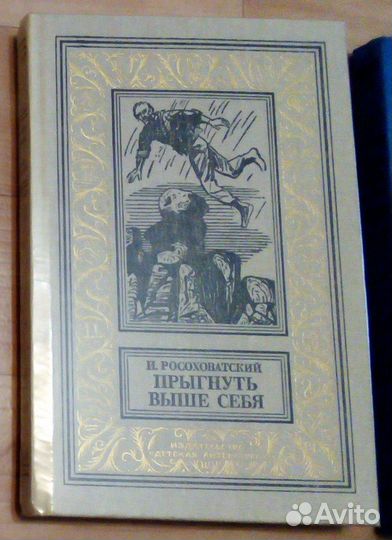 И. РОСОХОВАТСКИЙ
ПРЫГНУТЬ
ВЫШЕ СЕБЯ
ИЗДАТЕЛЬСТВО
"ДЕТСКАЯ ЛИТЕРАТУРА"
Avito